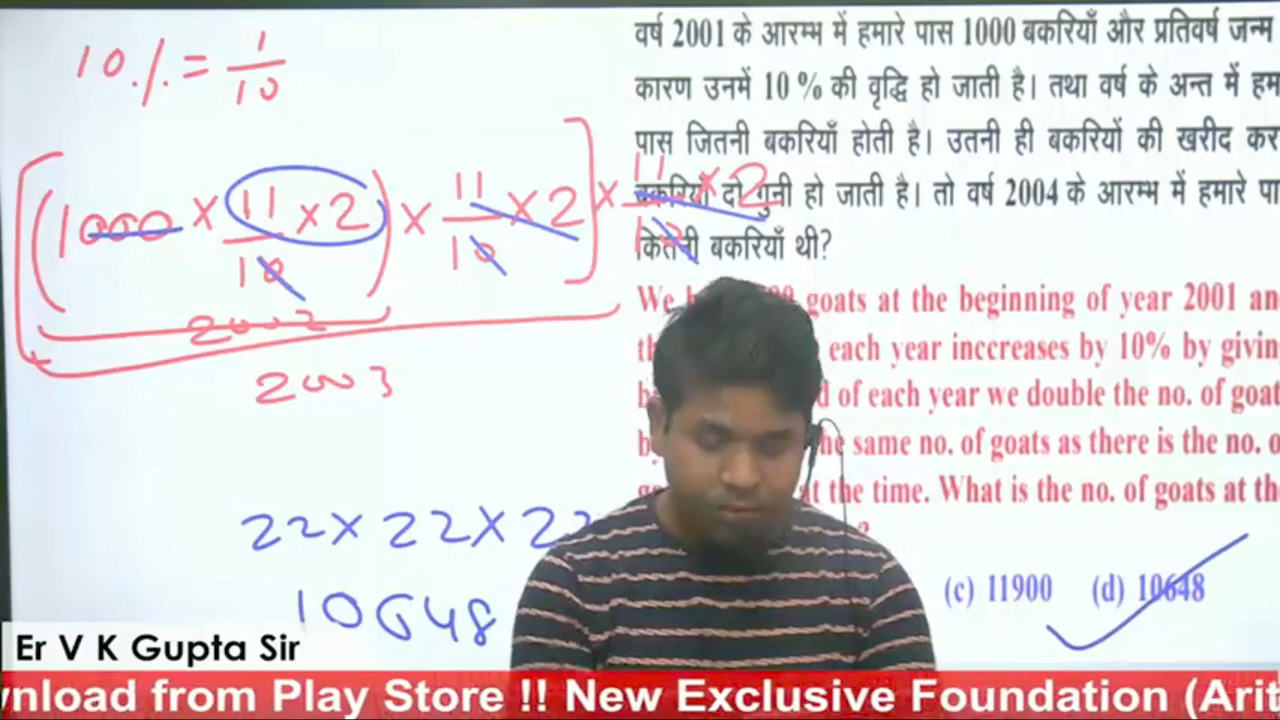 10.|. = 1/10
[(1000 × 11/10 × 2) × 11/10 × 2] × 11/10 × 2
2002
2003
22 × 22 × 22
10648
वर्ष 2001 के आरम्भ में हमारे पास 1000 बकरियाँ और प्रतिवर्ष जन्म
कारण उनमें 10 % की वृद्धि हो जाती है। तथा वर्ष के अन्त में हम
पास जितनी बकरियाँ होती है। उतनी ही बकरियों की खरीद कर
बकरियाँ दो गुनी हो जाती है। तो वर्ष 2004 के आरम्भ में हमारे पा
कितनी बकरियाँ थी?
We goats at the beginning of year 2001 an
each year inccreases by 10% by givin
of each year we double the no. of goat
he same no. of goats as there is the no. o
at the time. What is the no. of goats at th
?
(c) 11900 (d) 10648
Er V K Gupta Sir
wnload from Play Store !! New Exclusive Foundation (Arit